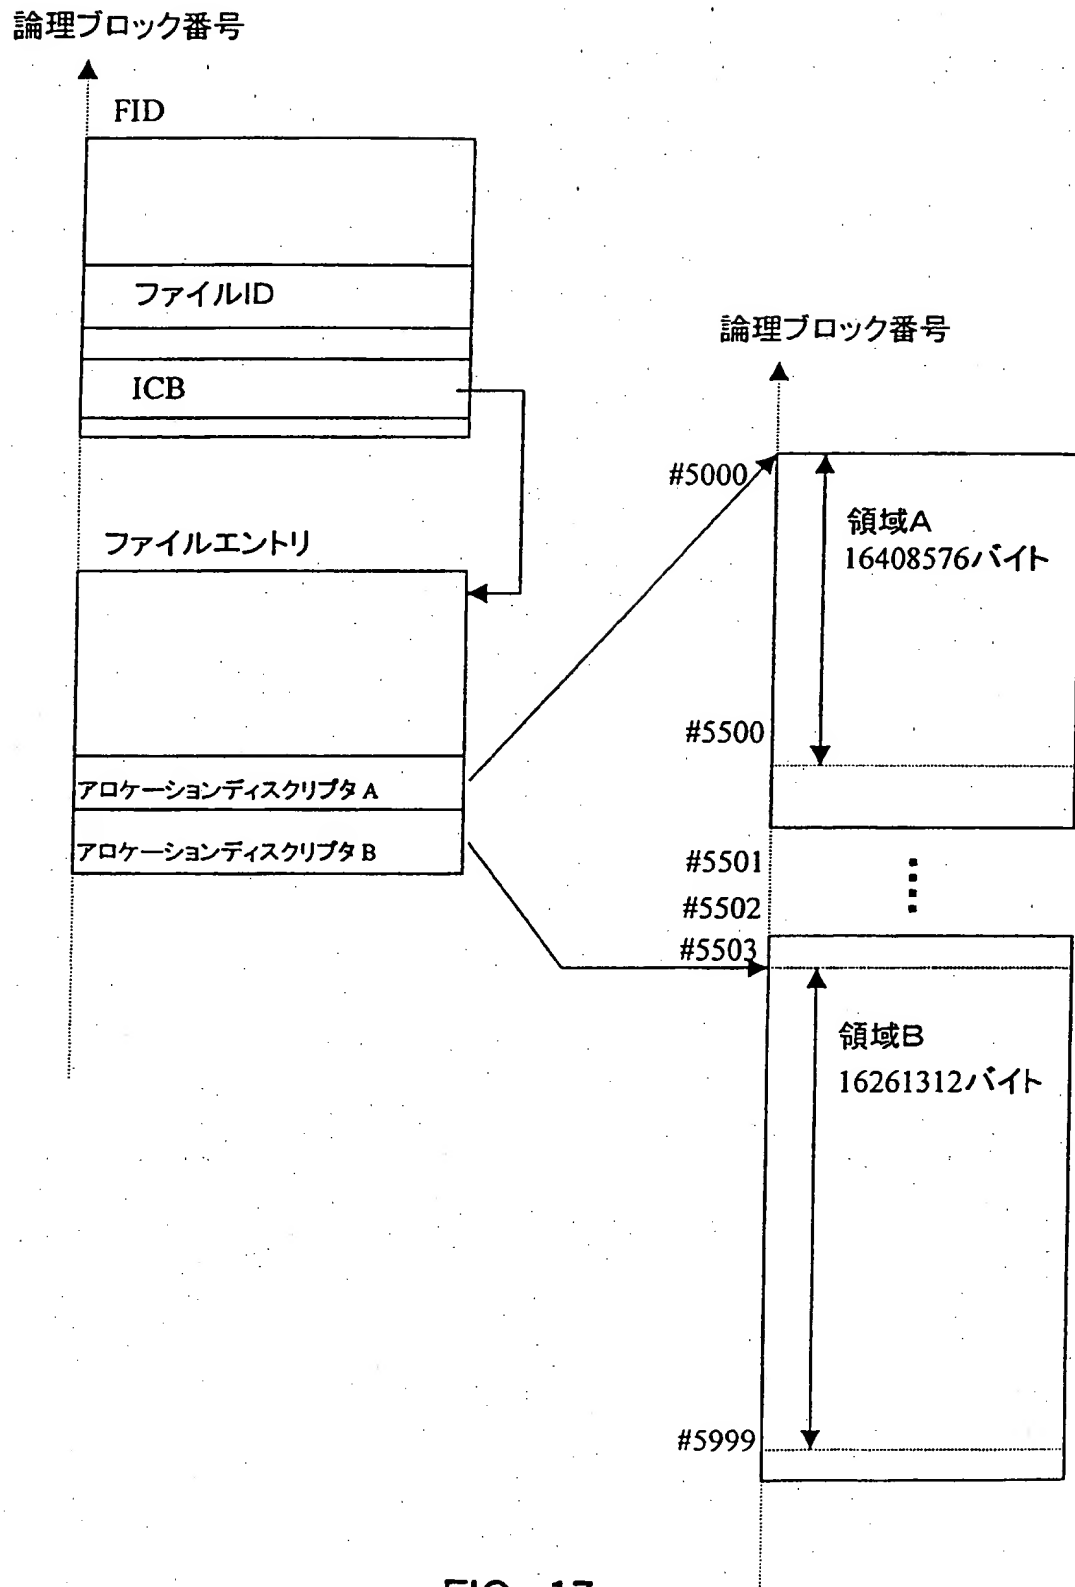 論理ブロック番号
FID
ファイルID
ICB
ファイルエントリ
アロケーションディスクリプタ A
アロケーションディスクリプタ B
論理ブロック番号
#5000
領域A
16408576バイト
#5500
#5501
#5502
#5503
領域B
16261312バイト
#5999
FIG. 17